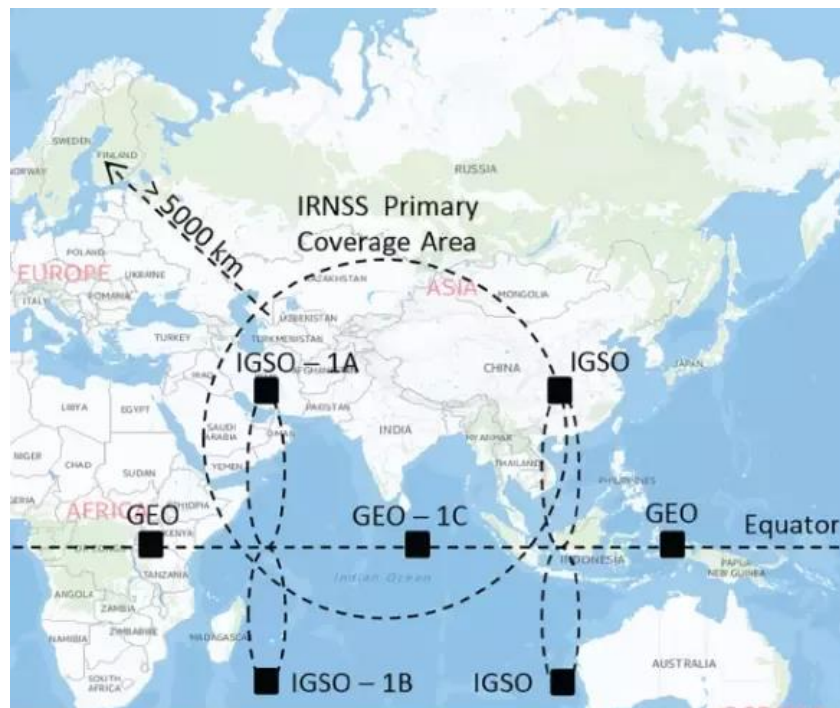 SWEDEN
FINLAND
NORWAY
RUSSIA
> 5000 km
IRNSS Primary
Coverage Area
POLAND
EUROPE
UKRAINE
KAZAKHSTAN
ASIA
MONGOLIA
ITALY
ROMANIA
UZBEKISTAN
TURKEY
TURKMENISTAN
IGSO – 1A
CHINA
IGSO
JAPAN
IRAQ
AFGHANISTAN
LIBYA
EGYPT
PAKISTAN
SAUDI
ARABIA
OMAN
INDIA
MYANMAR
NIGER
CHAD
SUDAN
YEMEN
THAILAND
PHILIPPINES
AFRICA
ETHIOPIA
GEO
GEO – 1C
GEO
Equator
KENYA
INDONESIA
TANZANIA
Indian Ocean
PAPUA
NEW GUINEA
ANGOLA
ZAMBIA
ZIMBABWE
MADAGASCAR
NAMIBIA
AUSTRALIA
SOUTH
AFRICA
IGSO – 1B
IGSO